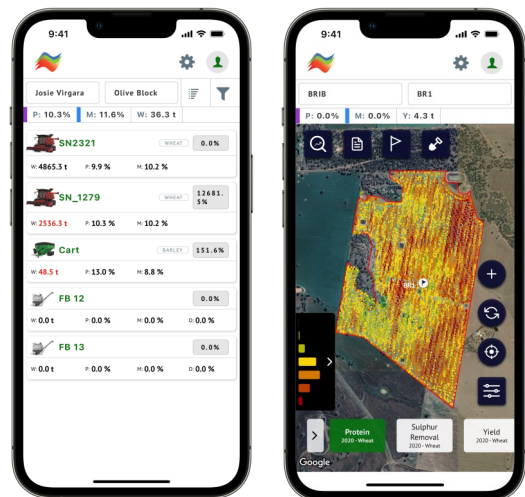 9:41
Josie Virgara
Olive Block
P: 10.3% M: 11.6% W: 36.3 t
SN2321 WHEAT 0.0%
W: 4865.3 t P: 9.9 % M: 10.2 %
SN_1279 WHEAT 12681.
5%
W: 2536.3 t P: 10.3 % M: 10.2 %
Cart BARLEY 151.6%
W: 48.5 t P: 13.0 % M: 8.8 %
FB 12 0.0%
W: 0.0 t P: 0.0 % M: 0.0 % O: 0.0 %
FB 13 0.0%
W: 0.0 t P: 0.0 % M: 0.0 % O: 0.0 %
9:41
BRIB
BR1
P: 0.0% M: 0.0% Y: 4.3 t
BR1
Protein
2020 - Wheat
Sulphur
Removal
2020 - Wheat
Yield
2020 - Wheat
Google